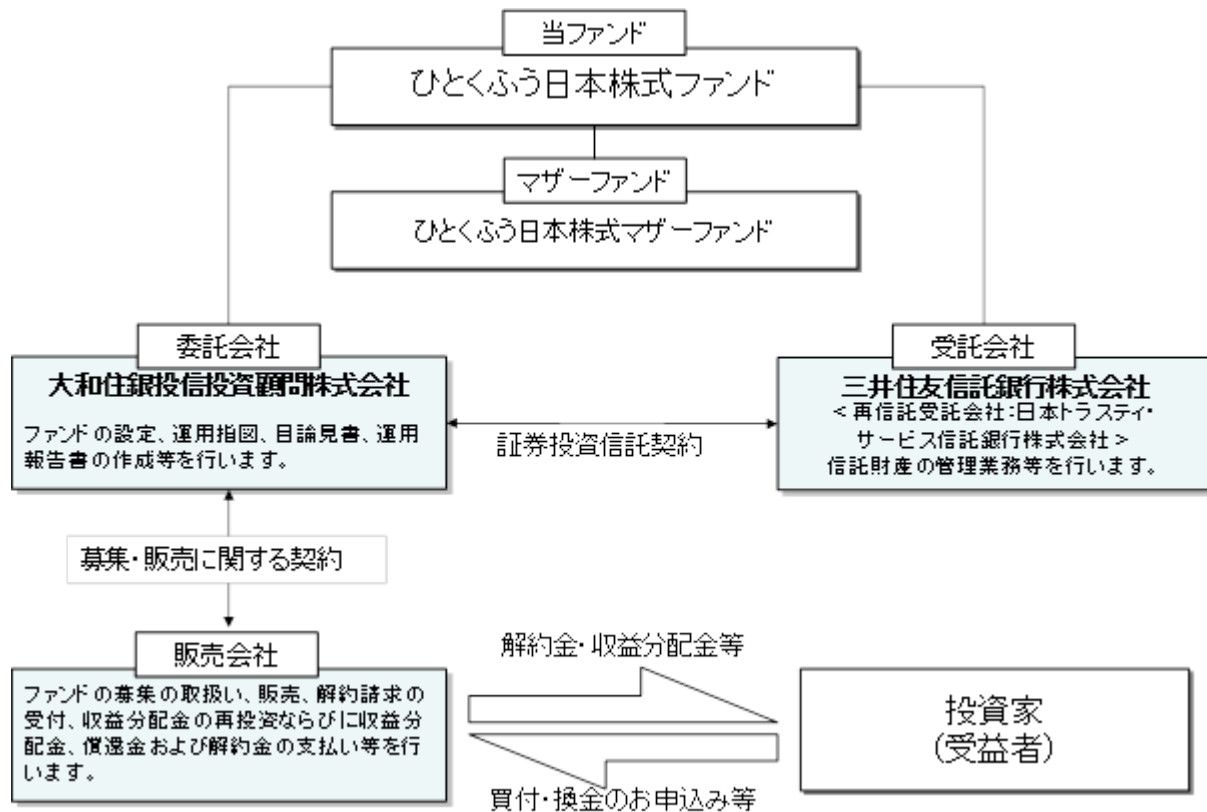 当ファンド
ひとくふう日本株式ファンド
マザーファンド
ひとくふう日本株式マザーファンド
委託会社
大和住銀投信投資顧問株式会社
ファンドの設定、運用指図、目論見書、運用
報告書の作成等を行います。
証券投資信託契約
受託会社
三井住友信託銀行株式会社
＜再信託受託会社:日本トラスティ・
サービス信託銀行株式会社＞
信託財産の管理業務等を行います。
募集・販売に関する契約
販売会社
ファンドの募集の取扱い、販売、解約請求の
受付、収益分配金の再投資ならびに収益分
配金、償還金および解約金の支払い等を行
います。
解約金・収益分配金等
買付・換金のお申込み等
投資家
(受益者)